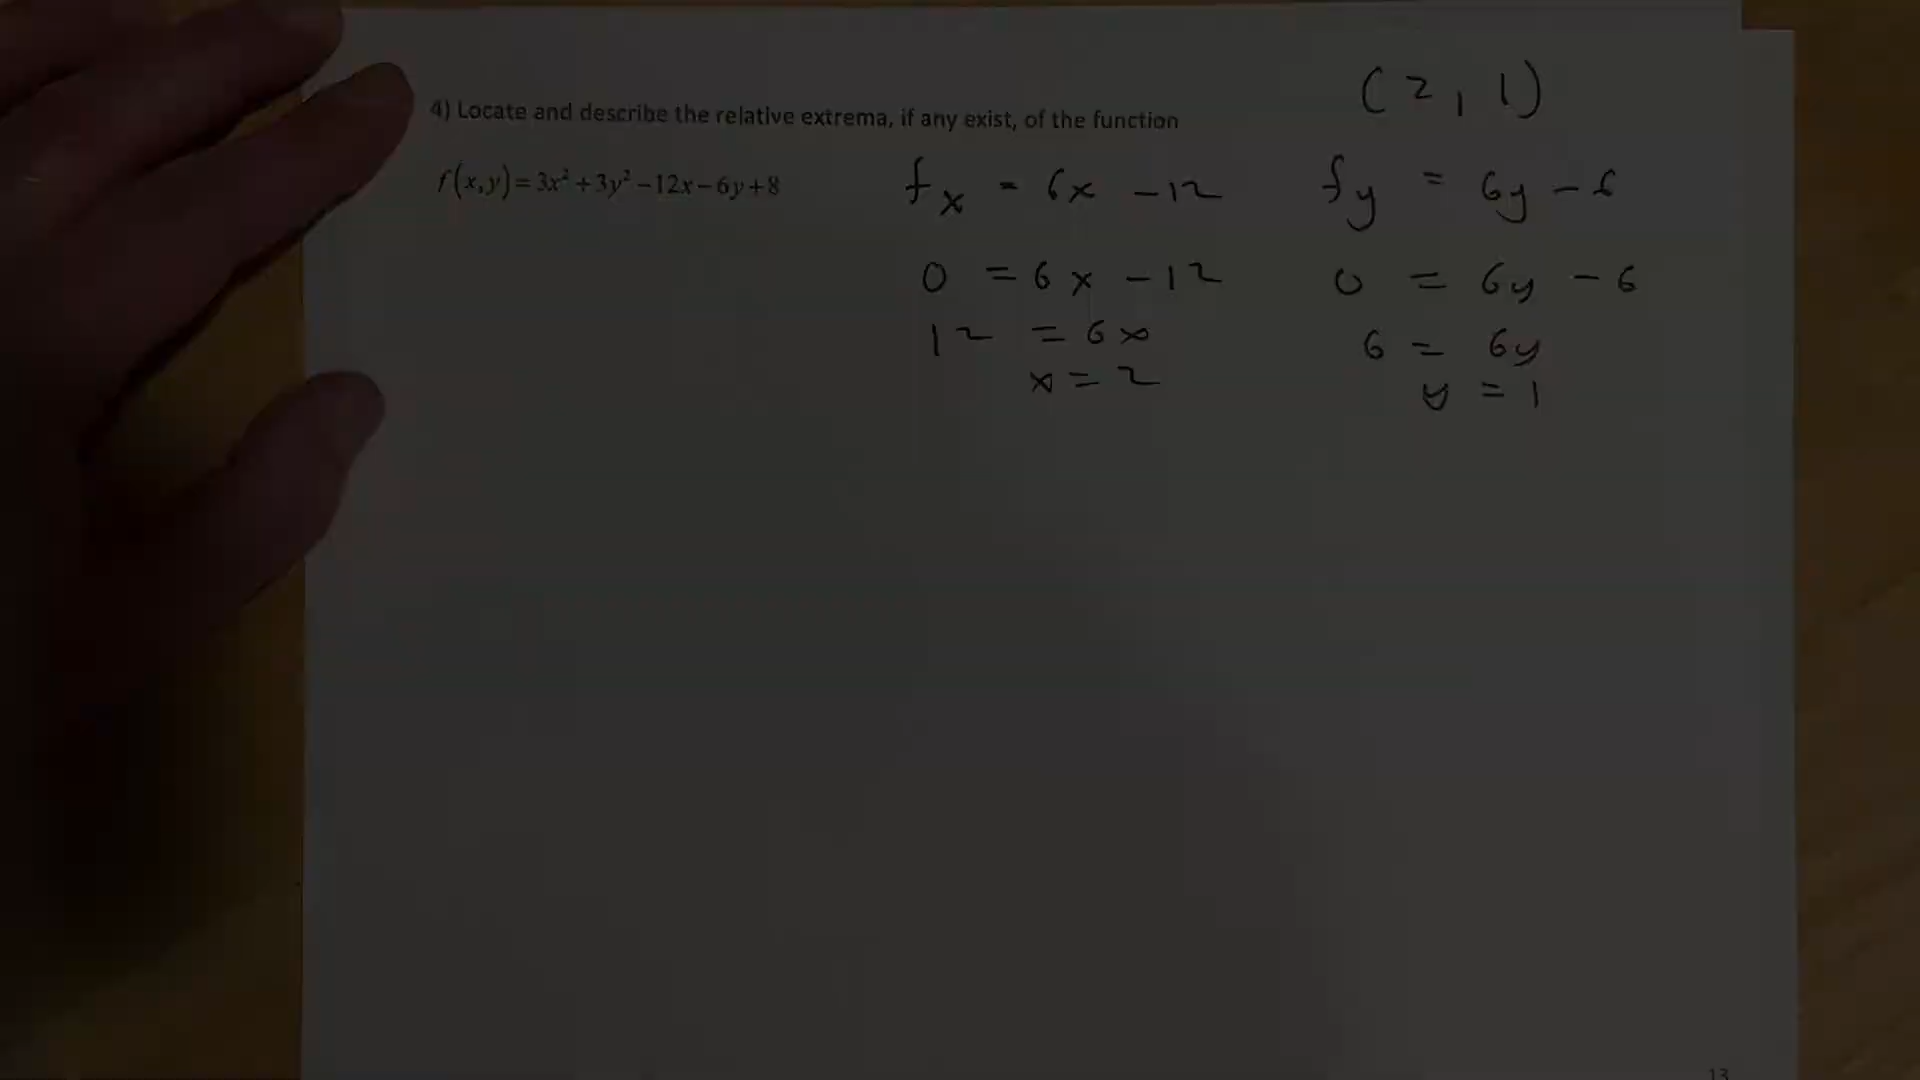 (2, 1)
4) Locate and describe the relative extrema, if any exist, of the function
f(x,y)=3x²+3y²−12x−6y+8
fx = 6x −12
fy = 6y − 6
0 = 6x −12
0 = 6y − 6
12 = 6x
6 = 6y
x = 2
y = 1
13